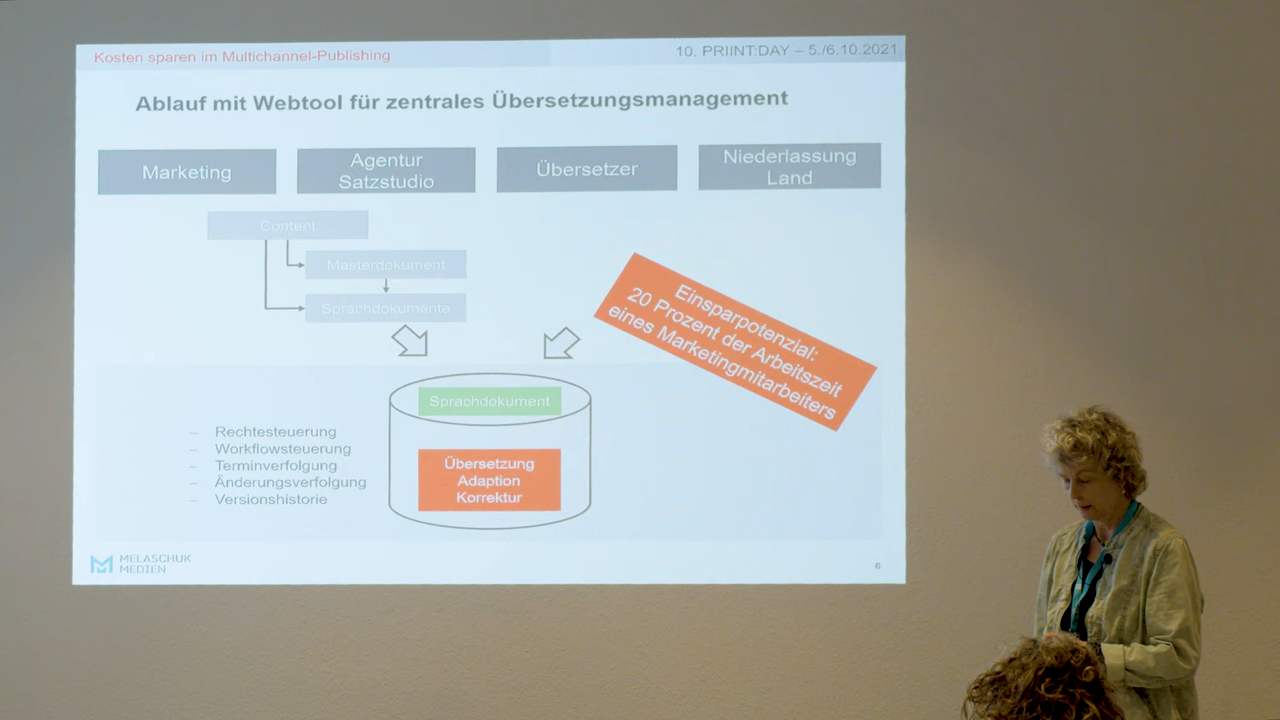 Kosten sparen im Multichannel-Publishing
10. PRIINT:DAY – 5./6.10.2021
Ablauf mit Webtool für zentrales Übersetzungsmanagement
Marketing
Agentur
Satzstudio
Übersetzer
Niederlassung
Land
Content
Masterdokument
Sprachdokumente
Einsparpotenzial:
20 Prozent der Arbeitszeit
eines Marketingmitarbeiters
Sprachdokument
Übersetzung
Adaption
Korrektur
– Rechtesteuerung
– Workflowsteuerung
– Terminverfolgung
– Änderungsverfolgung
– Versionshistorie
MELASCHUK
MEDIEN
6